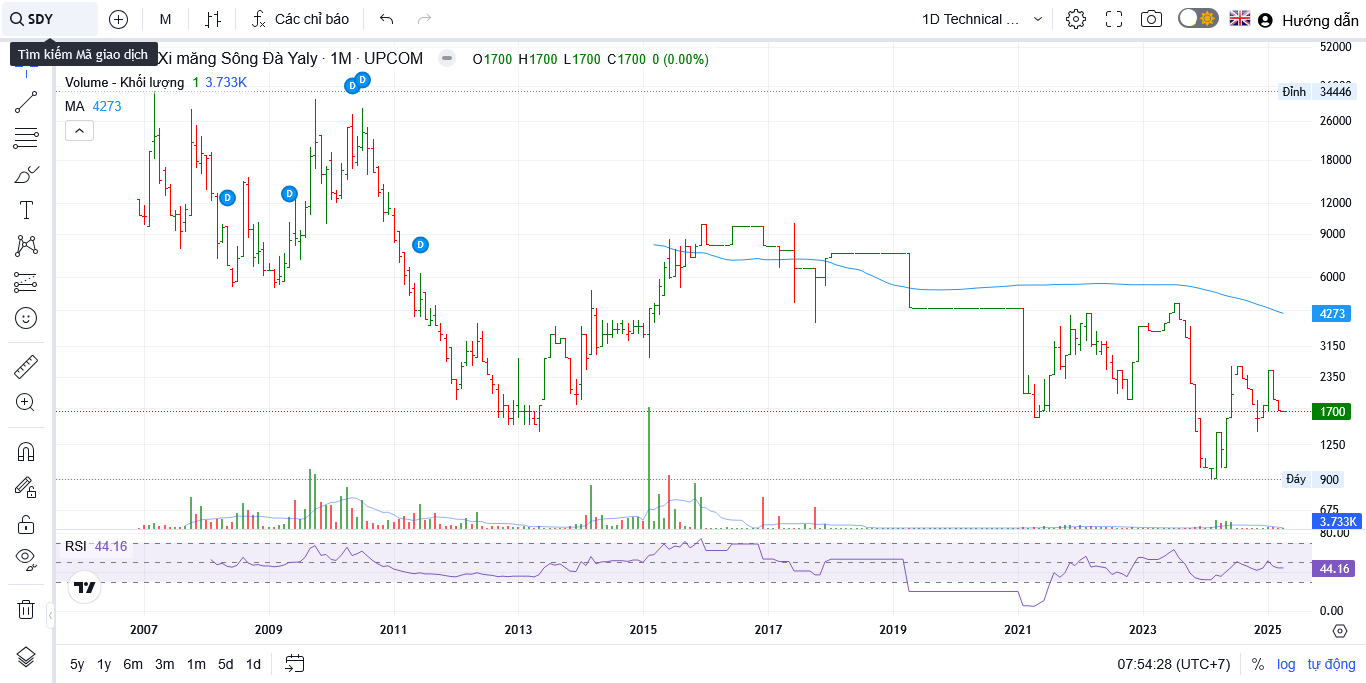 SDY
M
Các chỉ báo
1D Technical ...
Hướng dẫn
Tìm kiếm Mã giao dịch
Xi măng Sông Đà Yaly · 1M · UPCOM
O1700 H1700 L1700 C1700 0 (0.00%)
Volume - Khối lượng 1 3.733K
MA 4273
D
D
D
D
D
52000
Đỉnh 34446
26000
18000
12000
9000
6000
4273
3150
2350
1700
1250
Đáy 900
675
3.733K
80.00
RSI 44.16
44.16
0.00
2007 2009 2011 2013 2015 2017 2019 2021 2023 2025
5y 1y 6m 3m 1m 5d 1d
07:54:28 (UTC+7)
% log tự động